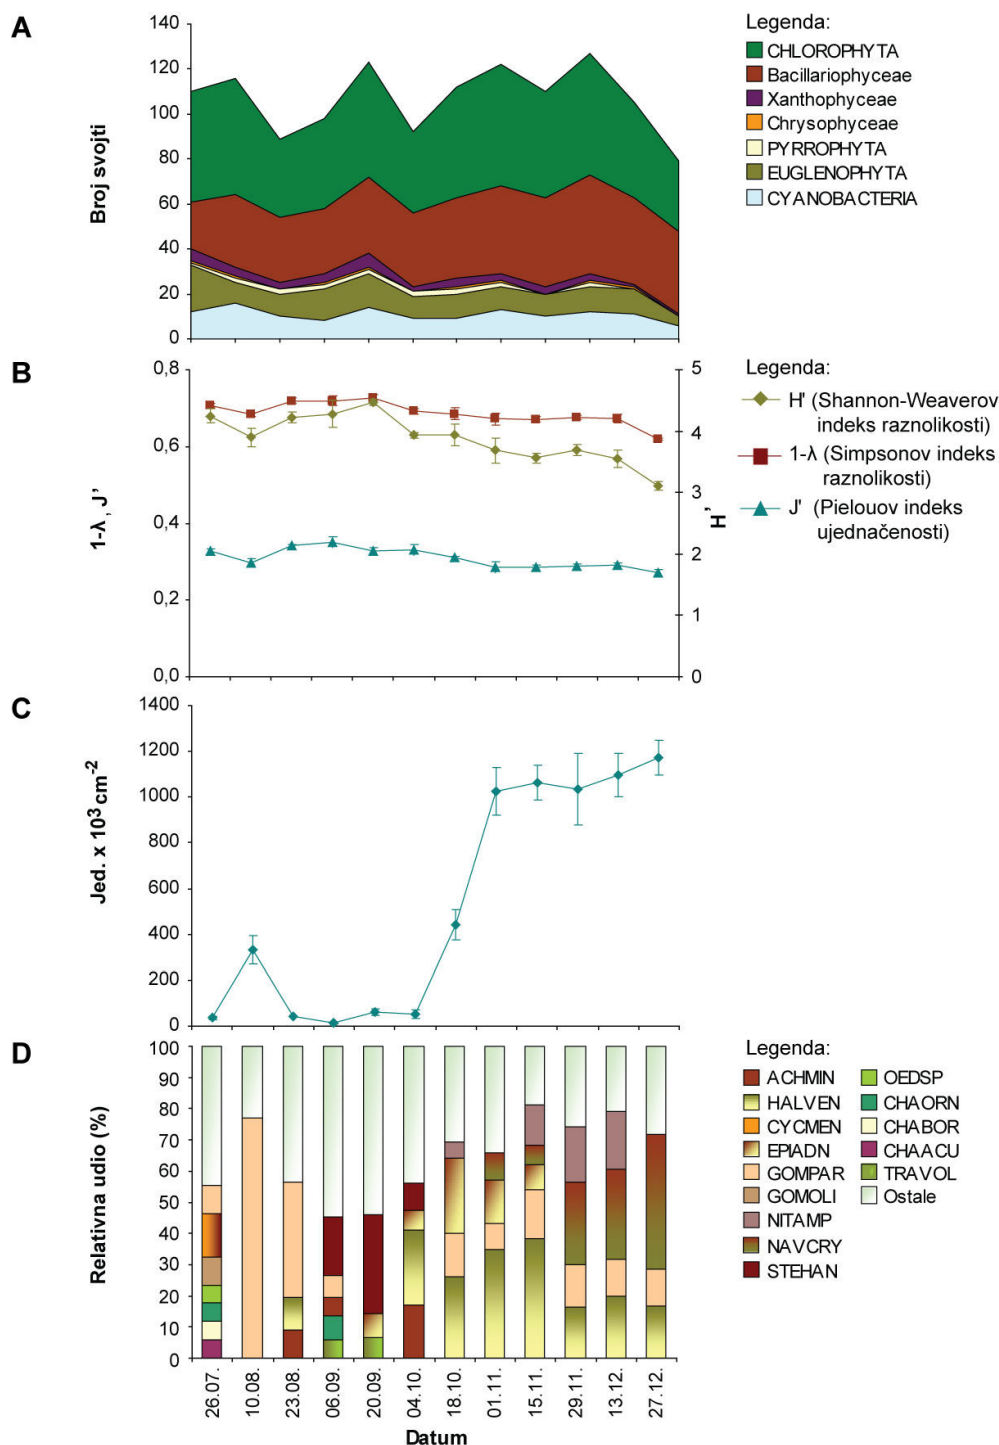 A
140
120
100
80
60
40
20
0
Broj svojti
Legenda:
CHLOROPHYTA
Bacillariophyceae
Xanthophyceae
Chrysophyceae
PYRROPHYTA
EUGLENOPHYTA
CYANOBACTERIA
B
0,8
0,6
0,4
0,2
0,0
1-λ, J'
5
4
3
2
1
0
H'
Legenda:
H' (Shannon-Weaverov
indeks raznolikosti)
1-λ (Simpsonov indeks
raznolikosti)
J' (Pielouov indeks
ujednačenosti)
C
1400
1200
1000
800
600
400
200
0
Jed. x 10³cm⁻²
D
100
90
80
70
60
50
40
30
20
10
0
Relativna udio (%)
Legenda:
ACHMIN
HALVEN
CYCMEN
EPIADN
GOMPAR
GOMOLI
NITAMP
NAVCRY
STEHAN
OEDSP
CHAORN
CHABOR
CHAACU
TRAVOL
Ostale
26.07.
10.08.
23.08.
06.09.
20.09.
04.10.
18.10.
01.11.
15.11.
29.11.
13.12.
27.12.
Datum